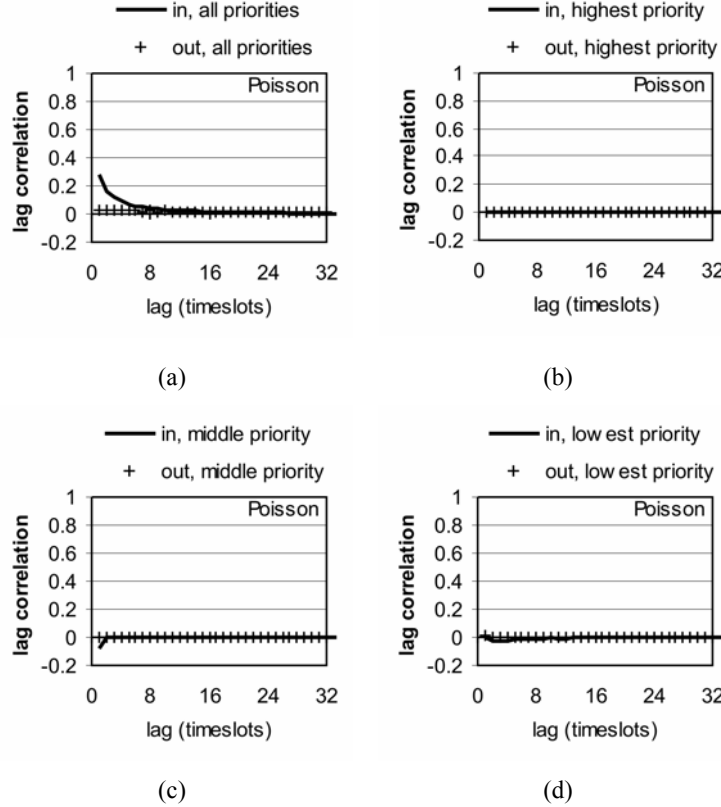 in, all priorities
out, all priorities
1
0.8
0.6
0.4
0.2
0
-0.2
lag correlation
Poisson
0 8 16 24 32
lag (timeslots)
(a)
in, highest priority
out, highest priority
1
0.8
0.6
0.4
0.2
0
-0.2
lag correlation
Poisson
0 8 16 24 32
lag (timeslots)
(b)
in, middle priority
out, middle priority
1
0.8
0.6
0.4
0.2
0
-0.2
lag correlation
Poisson
0 8 16 24 32
lag (timeslots)
(c)
in, low est priority
out, low est priority
1
0.8
0.6
0.4
0.2
0
-0.2
lag correlation
Poisson
0 8 16 24 32
lag (timeslots)
(d)